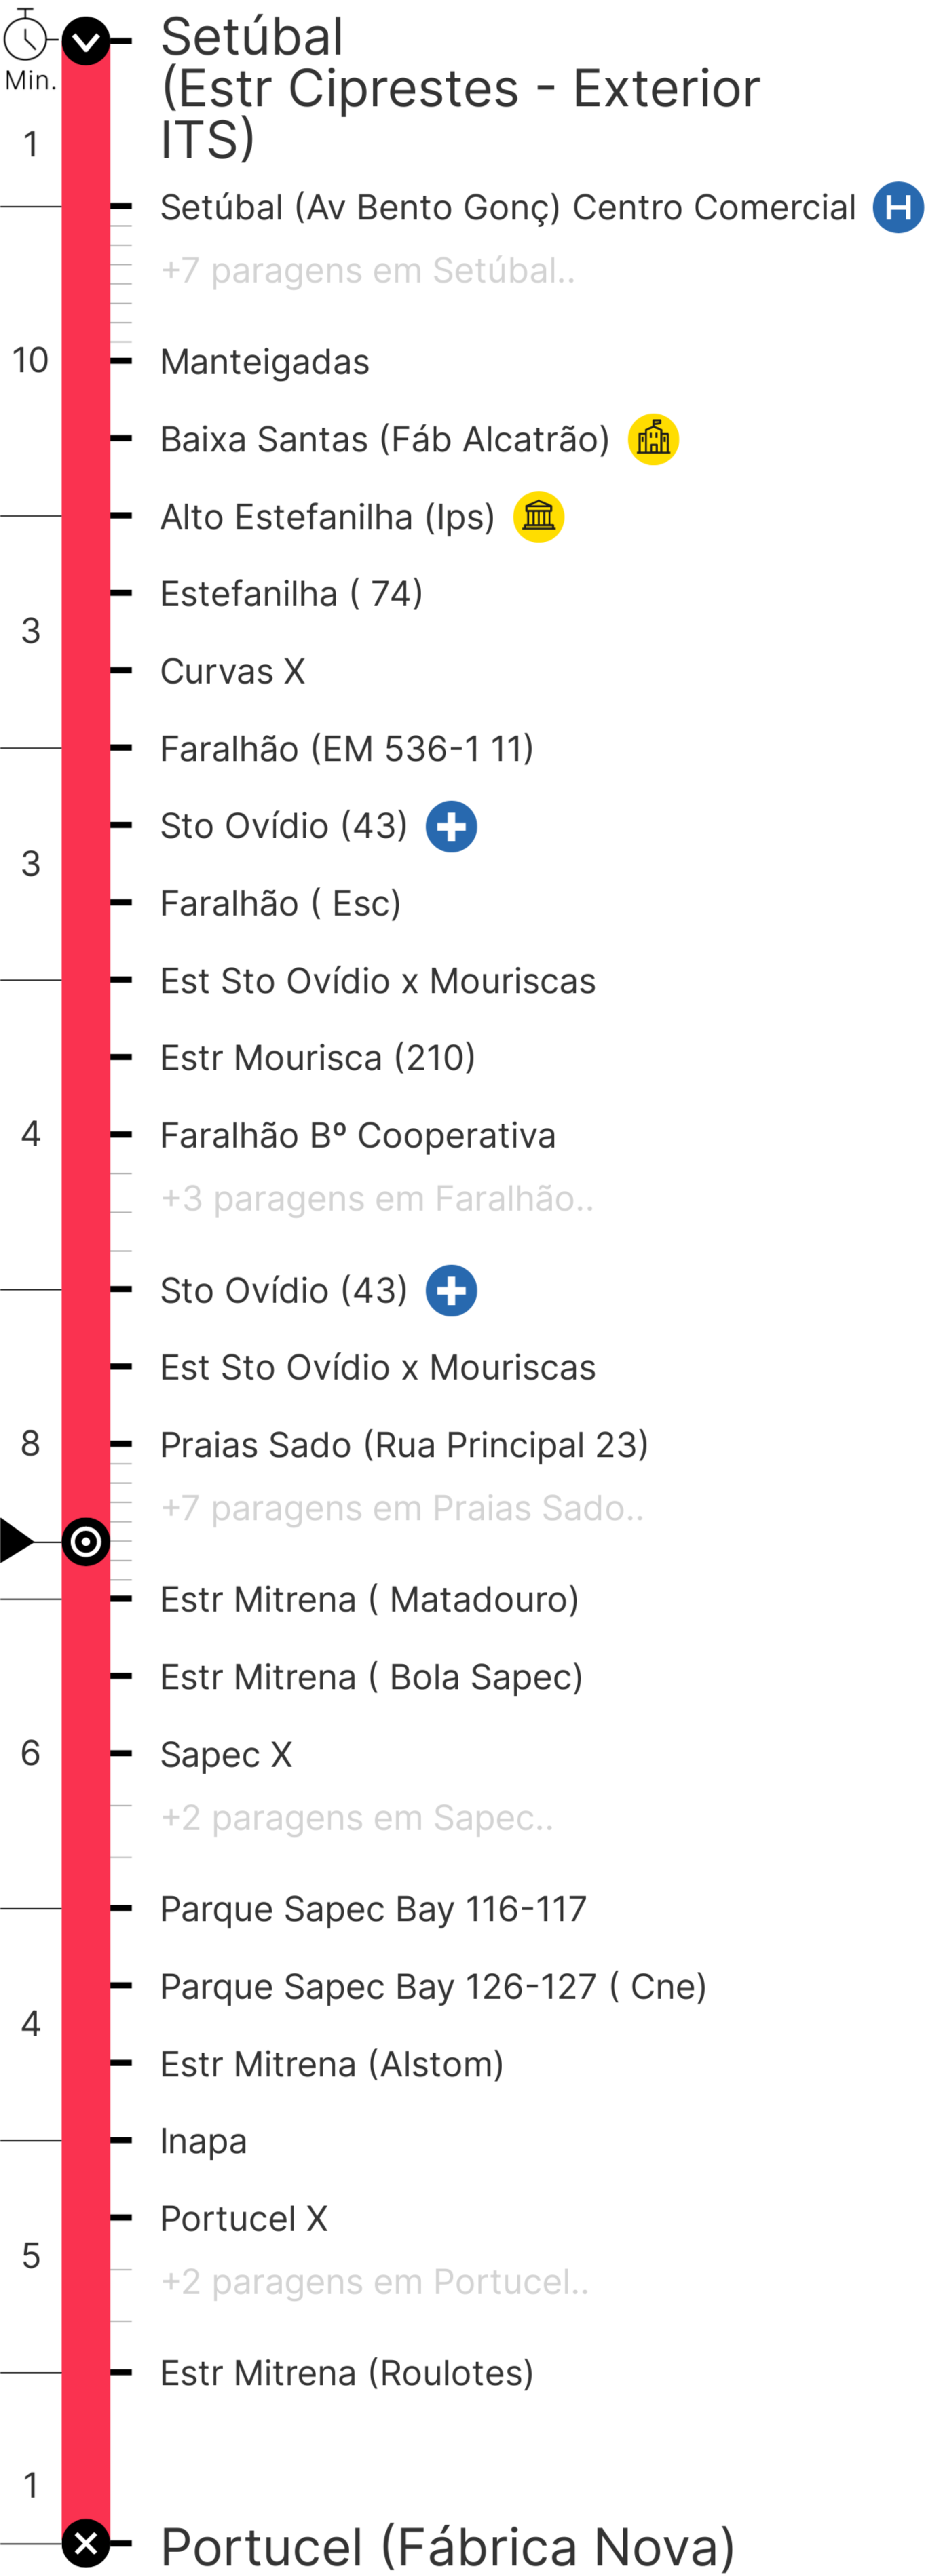 Setúbal
(Estr Ciprestes - Exterior
ITS)
Min.
1
Setúbal (Av Bento Gonç) Centro Comercial H
+7 paragens em Setúbal..
10
Manteigadas
Baixa Santas (Fáb Alcatrão)
Alto Estefanilha (Ips)
Estefanilha ( 74)
3
Curvas X
Faralhão (EM 536-1 11)
Sto Ovídio (43)
3
Faralhão ( Esc)
Est Sto Ovídio x Mouriscas
Estr Mourisca (210)
4
Faralhão Bº Cooperativa
+3 paragens em Faralhão..
Sto Ovídio (43)
Est Sto Ovídio x Mouriscas
8
Praias Sado (Rua Principal 23)
+7 paragens em Praias Sado..
Estr Mitrena ( Matadouro)
Estr Mitrena ( Bola Sapec)
6
Sapec X
+2 paragens em Sapec..
Parque Sapec Bay 116-117
Parque Sapec Bay 126-127 ( Cne)
4
Estr Mitrena (Alstom)
Inapa
Portucel X
5
+2 paragens em Portucel..
Estr Mitrena (Roulotes)
1
Portucel (Fábrica Nova)